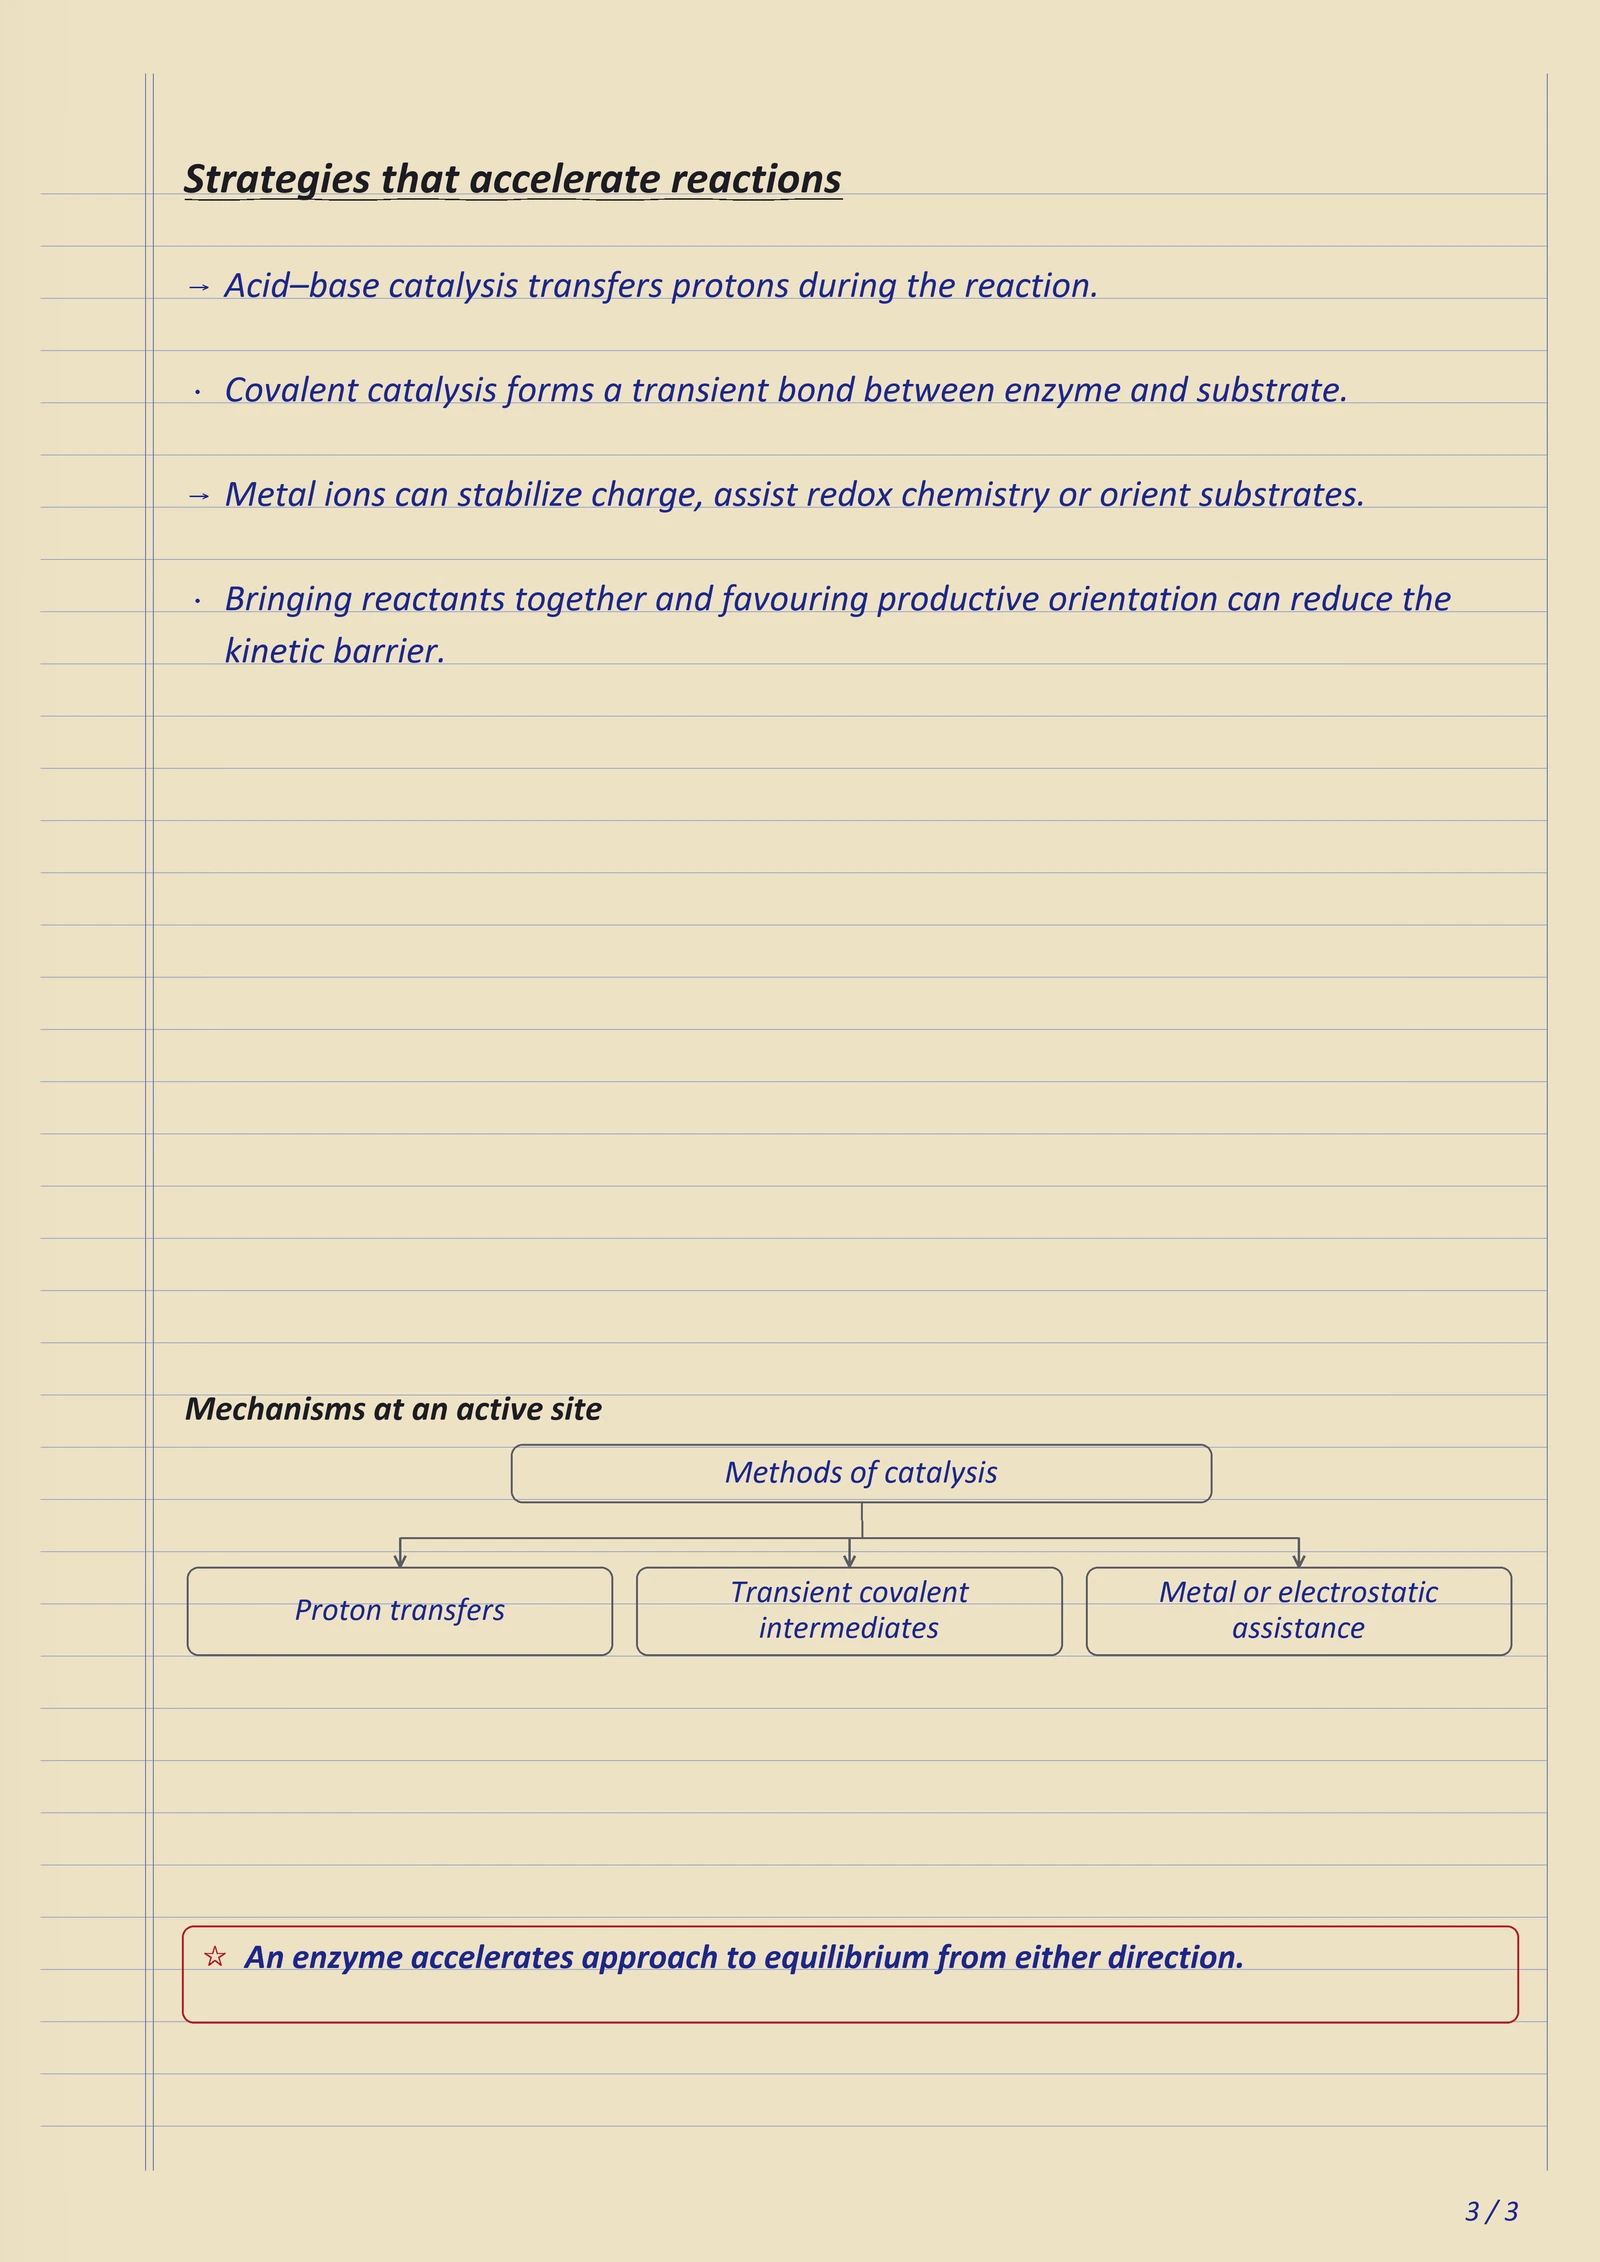 Strategies that accelerate reactions
→ Acid–base catalysis transfers protons during the reaction.
· Covalent catalysis forms a transient bond between enzyme and substrate.
→ Metal ions can stabilize charge, assist redox chemistry or orient substrates.
· Bringing reactants together and favouring productive orientation can reduce the
kinetic barrier.
Mechanisms at an active site
Methods of catalysis
Proton transfers
Transient covalent
intermediates
Metal or electrostatic
assistance
☆ An enzyme accelerates approach to equilibrium from either direction.
3 / 3